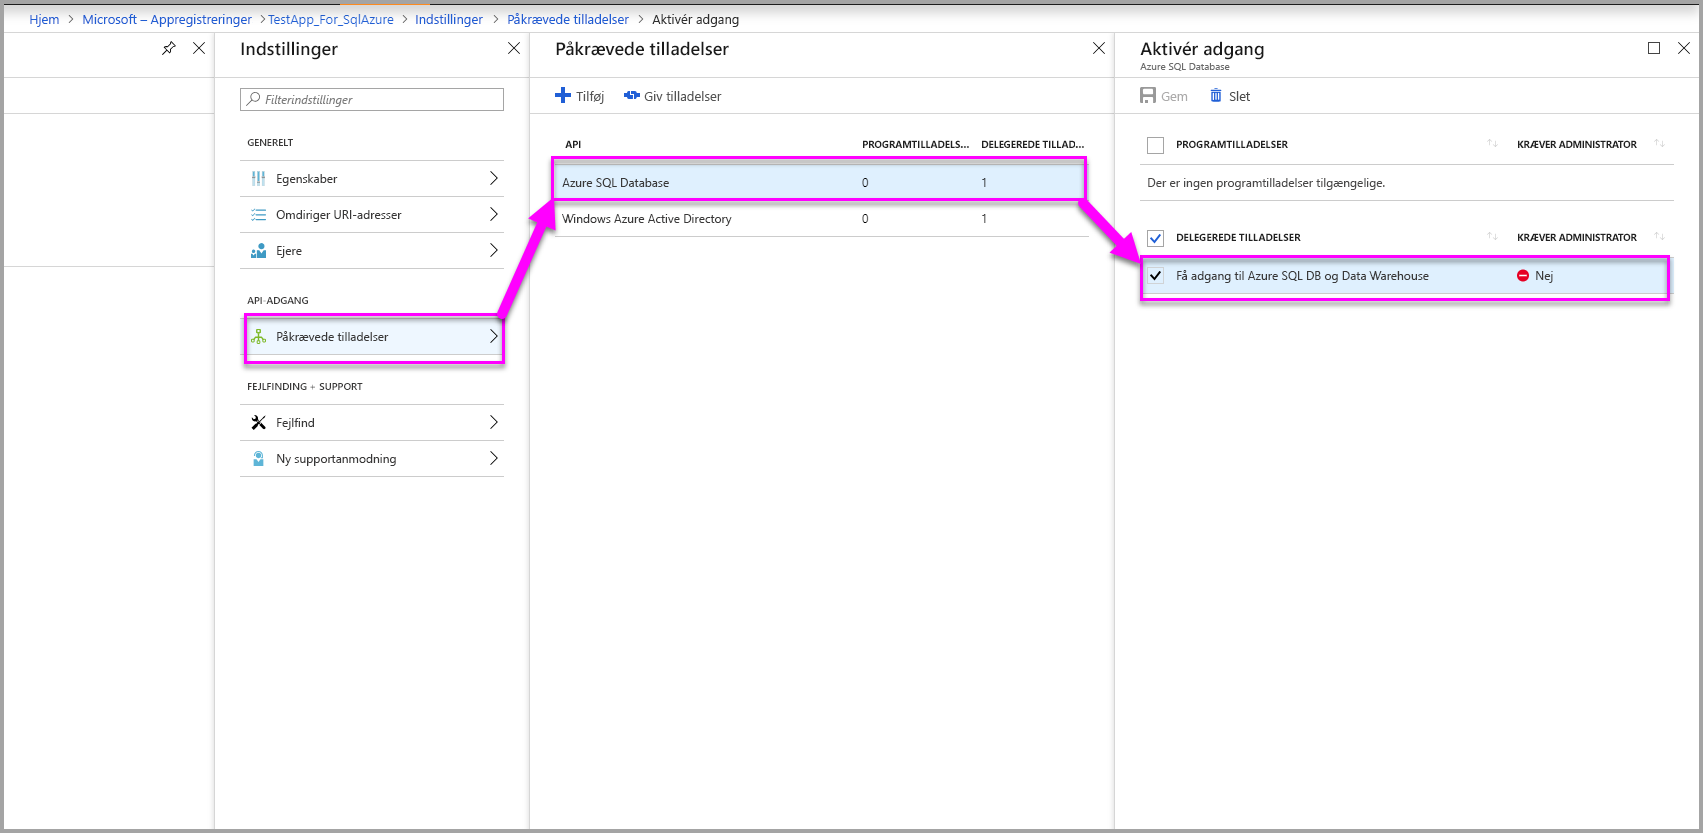 Hjem > Microsoft – Appregistreringer > TestApp_For_SqlAzure > Indstillinger > Påkrævede tilladelser > Aktivér adgang
Indstillinger
Filterindstillinger
GENERELT
Egenskaber
Omdiriger URI-adresser
Ejere
API-ADGANG
Påkrævede tilladelser
FEJLFINDING + SUPPORT
Fejlfind
Ny supportanmodning
Påkrævede tilladelser
Tilføj Giv tilladelser
API PROGRAMTILLADELS... DELEGEREDE TILLAD...
Azure SQL Database 0 1
Windows Azure Active Directory 0 1
Aktivér adgang
Azure SQL Database
Gem Slet
PROGRAMTILLADELSER KRÆVER ADMINISTRATOR
Der er ingen programtilladelser tilgængelige.
DELEGEREDE TILLADELSER KRÆVER ADMINISTRATOR
Få adgang til Azure SQL DB og Data Warehouse Nej